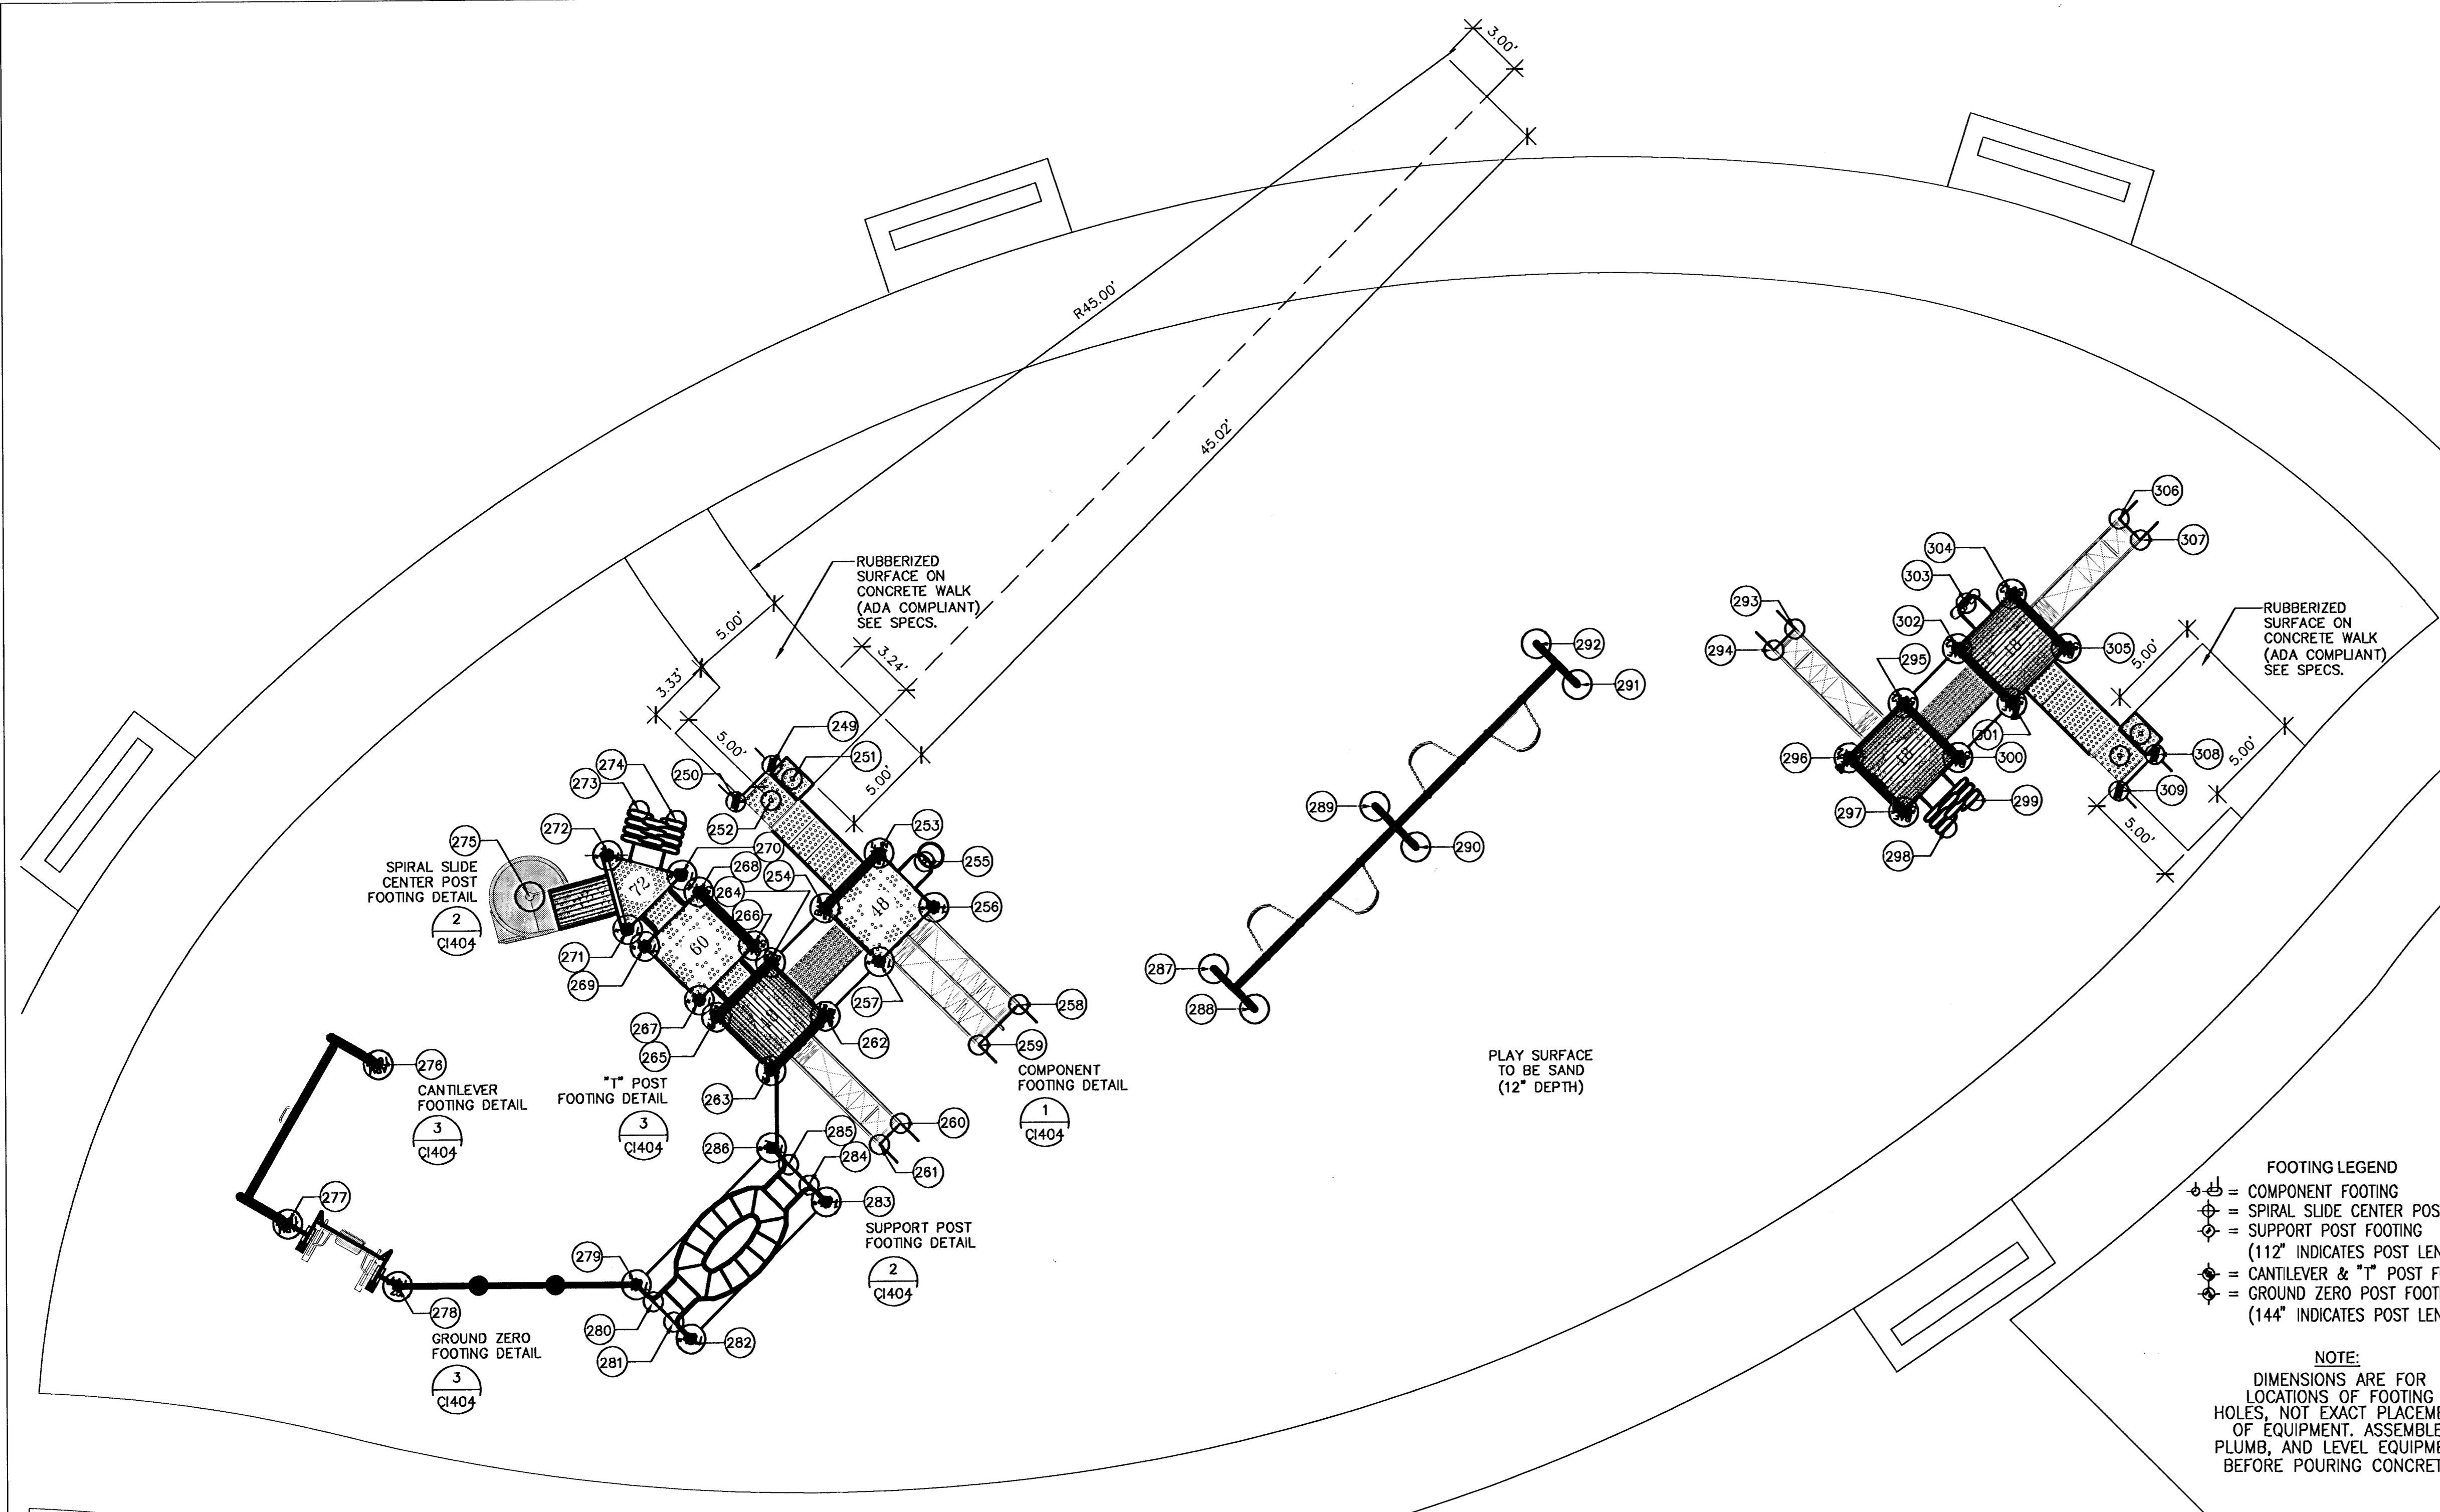 3.00'
R45.00'
45.02'
RUBBERIZED
SURFACE ON
CONCRETE WALK
(ADA COMPLIANT)
SEE SPECS.
5.00'
3.24'
3.33'
5.00'
5.00'
249
251
250
252
253
254
255
256
257
258
259
274
273
272
275
270
268
264
266
271
269
267
265
262
263
260
261
72
60
48
SPIRAL SLIDE
CENTER POST
FOOTING DETAIL
2
C1404
276
CANTILEVER
FOOTING DETAIL
3
C1404
"T" POST
FOOTING DETAIL
3
C1404
COMPONENT
FOOTING DETAIL
1
C1404
277
278
GROUND ZERO
FOOTING DETAIL
3
C1404
279
280
281
282
283
284
285
286
SUPPORT POST
FOOTING DETAIL
2
C1404
292
291
289
290
287
288
PLAY SURFACE
TO BE SAND
(12" DEPTH)
306
307
304
303
302
293
294
295
305
296
301
300
297
299
298
308
309
5.00'
5.00'
5.00'
RUBBERIZED
SURFACE ON
CONCRETE WALK
(ADA COMPLIANT)
SEE SPECS.
FOOTING LEGEND
= COMPONENT FOOTING
= SPIRAL SLIDE CENTER POS
= SUPPORT POST FOOTING
(112" INDICATES POST LEN
= CANTILEVER & "T" POST F
= GROUND ZERO POST FOOT
(144" INDICATES POST LEN
NOTE:
DIMENSIONS ARE FOR
LOCATIONS OF FOOTING
HOLES, NOT EXACT PLACEME
OF EQUIPMENT. ASSEMBLE
PLUMB, AND LEVEL EQUIPME
BEFORE POURING CONCRET